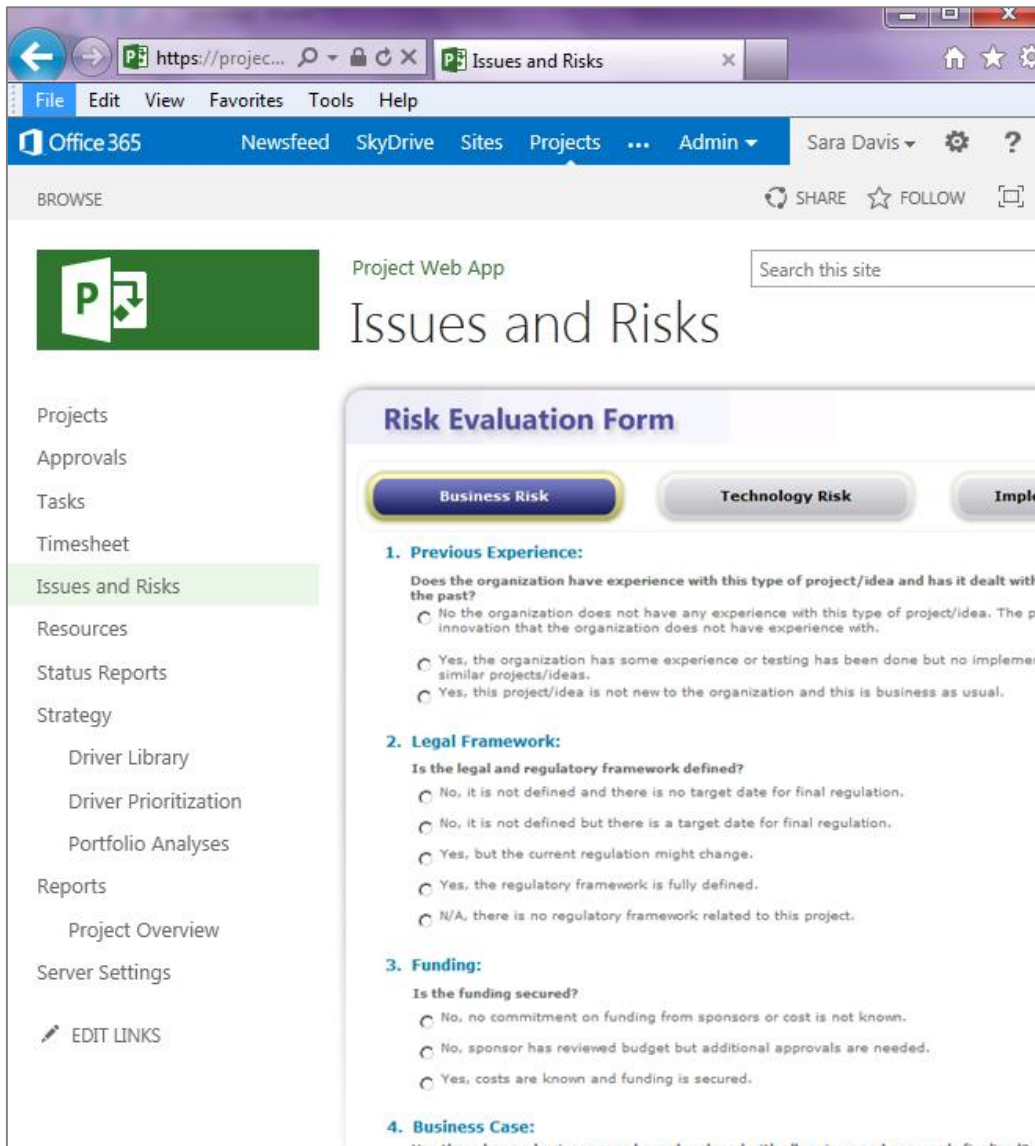 https://projec...
Issues and Risks
File Edit View Favorites Tools Help
Office 365 Newsfeed SkyDrive Sites Projects ... Admin Sara Davis ?
BROWSE SHARE FOLLOW
P
Project Web App
Search this site
Issues and Risks
Projects
Approvals
Tasks
Timesheet
Issues and Risks
Resources
Status Reports
Strategy
Driver Library
Driver Prioritization
Portfolio Analyses
Reports
Project Overview
Server Settings
EDIT LINKS
Risk Evaluation Form
Business Risk Technology Risk
1. Previous Experience:
Does the organization have experience with this type of project/idea and has it dealt with
the past?
No the organization does not have any experience with this type of project/idea. The
innovation that the organization does not have experience with.
Yes, the organization has some experience or testing has been done but no
similar projects/ideas.
Yes, this project/idea is not new to the organization and this is business as usual.
2. Legal Framework:
Is the legal and regulatory framework defined?
No, it is not defined and there is no target date for final regulation.
No, it is not defined but there is a target date for final regulation.
Yes, but the current regulation might change.
Yes, the regulatory framework is fully defined.
N/A, there is no regulatory framework related to this project.
3. Funding:
Is the funding secured?
No, no commitment on funding from sponsors or cost is not known.
No, sponsor has reviewed budget but additional approvals are needed.
Yes, costs are known and funding is secured.
4. Business Case: